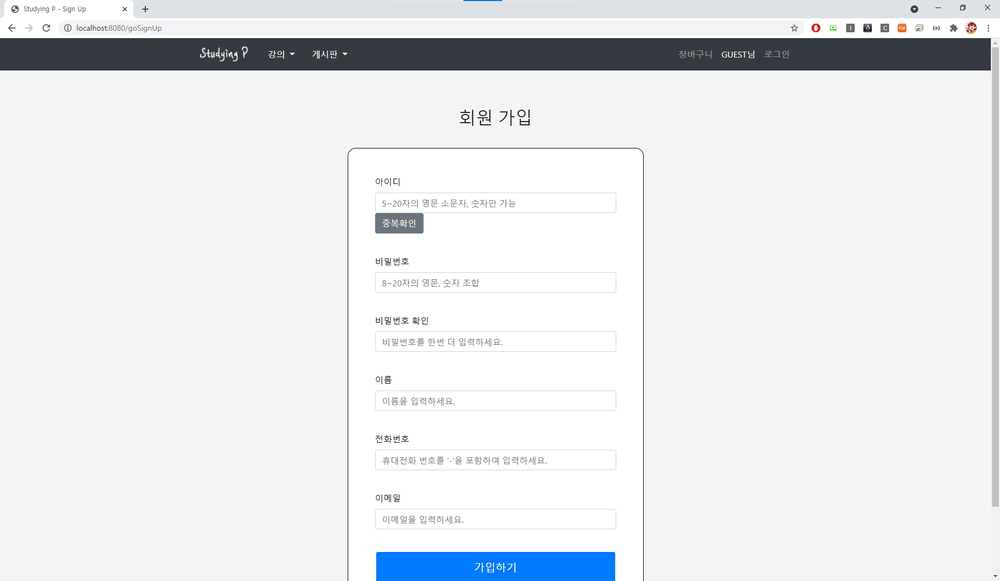 Studying P - Sign Up
localhost:8080/goSignUp
Studying P 강의 게시판 장바구니 GUEST님 로그인
회원 가입
아이디
5~20자의 영문 소문자, 숫자만 가능
중복확인
비밀번호
8~20자의 영문, 숫자 조합
비밀번호 확인
비밀번호를 한번 더 입력하세요.
이름
이름을 입력하세요.
전화번호
휴대전화 번호를 '-'을 포함하여 입력하세요.
이메일
이메일을 입력하세요.
가입하기